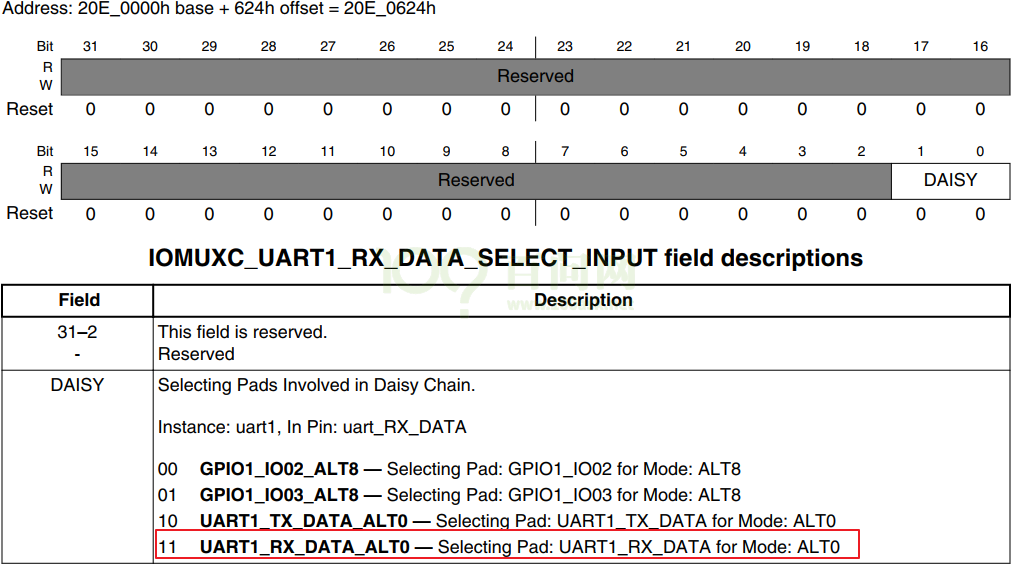 Address: 20E_0000h base + 624h offset = 20E_0624h
Bit 31 30 29 28 27 26 25 24 23 22 21 20 19 18 17 16
R
Reserved
W
Reset 0 0 0 0 0 0 0 0 0 0 0 0 0 0 0 0
Bit 15 14 13 12 11 10 9 8 7 6 5 4 3 2 1 0
R
Reserved DAISY
W
Reset 0 0 0 0 0 0 0 0 0 0 0 0 0 0 0 0
IOMUXC_UART1_RX_DATA_SELECT_INPUT field descriptions
Field Description
31–2 This field is reserved.
- Reserved
DAISY Selecting Pads Involved in Daisy Chain.
Instance: uart1, In Pin: uart_RX_DATA
00 GPIO1_IO02_ALT8 — Selecting Pad: GPIO1_IO02 for Mode: ALT8
01 GPIO1_IO03_ALT8 — Selecting Pad: GPIO1_IO03 for Mode: ALT8
10 UART1_TX_DATA_ALT0 — Selecting Pad: UART1_TX_DATA for Mode: ALT0
11 UART1_RX_DATA_ALT0 — Selecting Pad: UART1_RX_DATA for Mode: ALT0